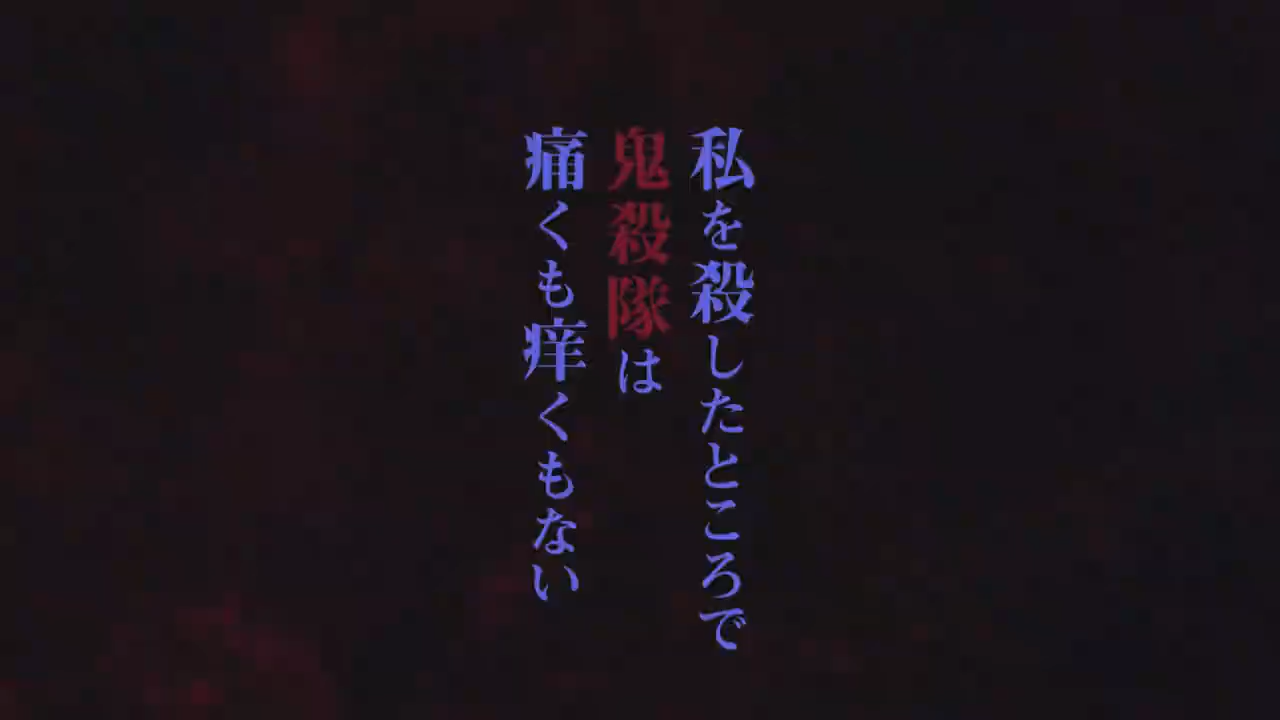 私を殺したところで
鬼殺隊は
痛くも痒くもない